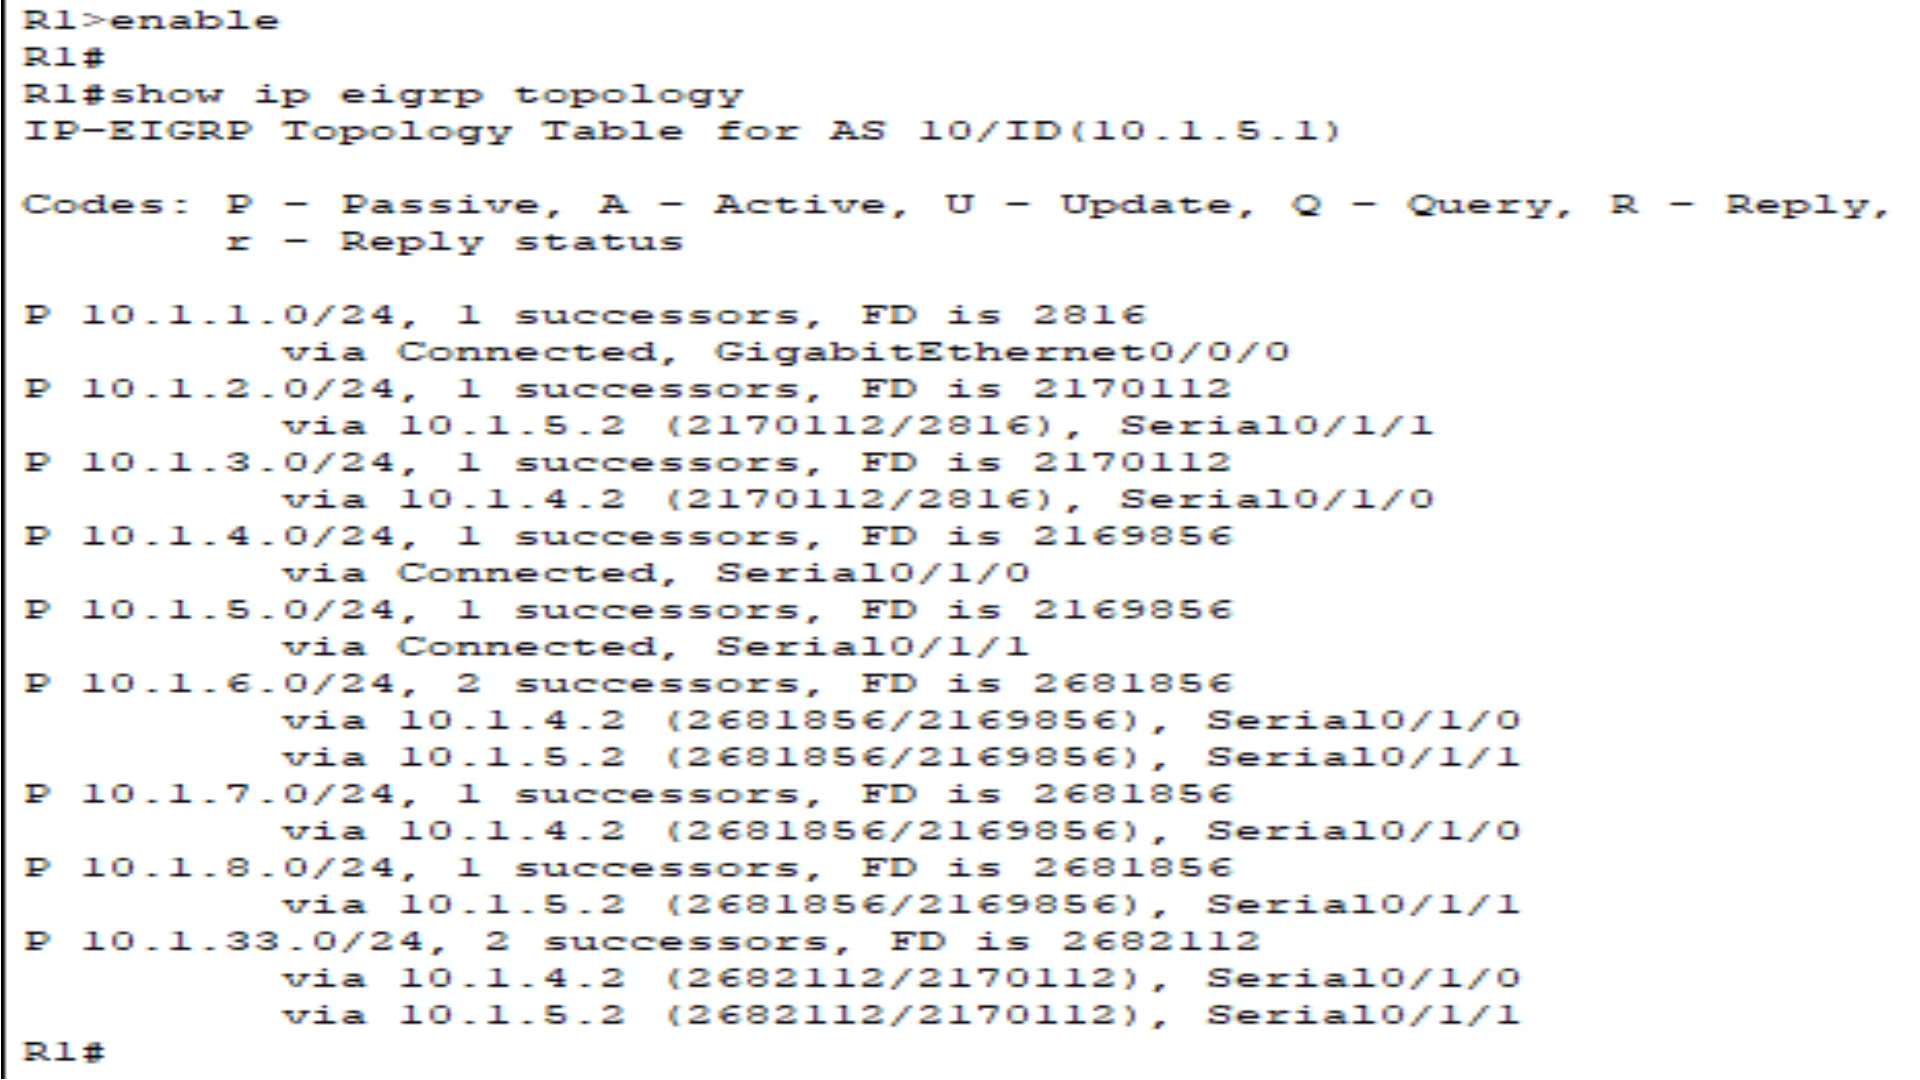 R1>enable
R1#
R1#show ip eigrp topology
IP-EIGRP Topology Table for AS 10/ID(10.1.5.1)
Codes: P - Passive, A - Active, U - Update, Q - Query, R - Reply,
r - Reply status
P 10.1.1.0/24, 1 successors, FD is 2816
via Connected, GigabitEthernet0/0/0
P 10.1.2.0/24, 1 successors, FD is 2170112
via 10.1.5.2 (2170112/2816), Serial0/1/1
P 10.1.3.0/24, 1 successors, FD is 2170112
via 10.1.4.2 (2170112/2816), Serial0/1/0
P 10.1.4.0/24, 1 successors, FD is 2169856
via Connected, Serial0/1/0
P 10.1.5.0/24, 1 successors, FD is 2169856
via Connected, Serial0/1/1
P 10.1.6.0/24, 2 successors, FD is 2681856
via 10.1.4.2 (2681856/2169856), Serial0/1/0
via 10.1.5.2 (2681856/2169856), Serial0/1/1
P 10.1.7.0/24, 1 successors, FD is 2681856
via 10.1.4.2 (2681856/2169856), Serial0/1/0
P 10.1.8.0/24, 1 successors, FD is 2681856
via 10.1.5.2 (2681856/2169856), Serial0/1/1
P 10.1.33.0/24, 2 successors, FD is 2682112
via 10.1.4.2 (2682112/2170112), Serial0/1/0
via 10.1.5.2 (2682112/2170112), Serial0/1/1
R1#